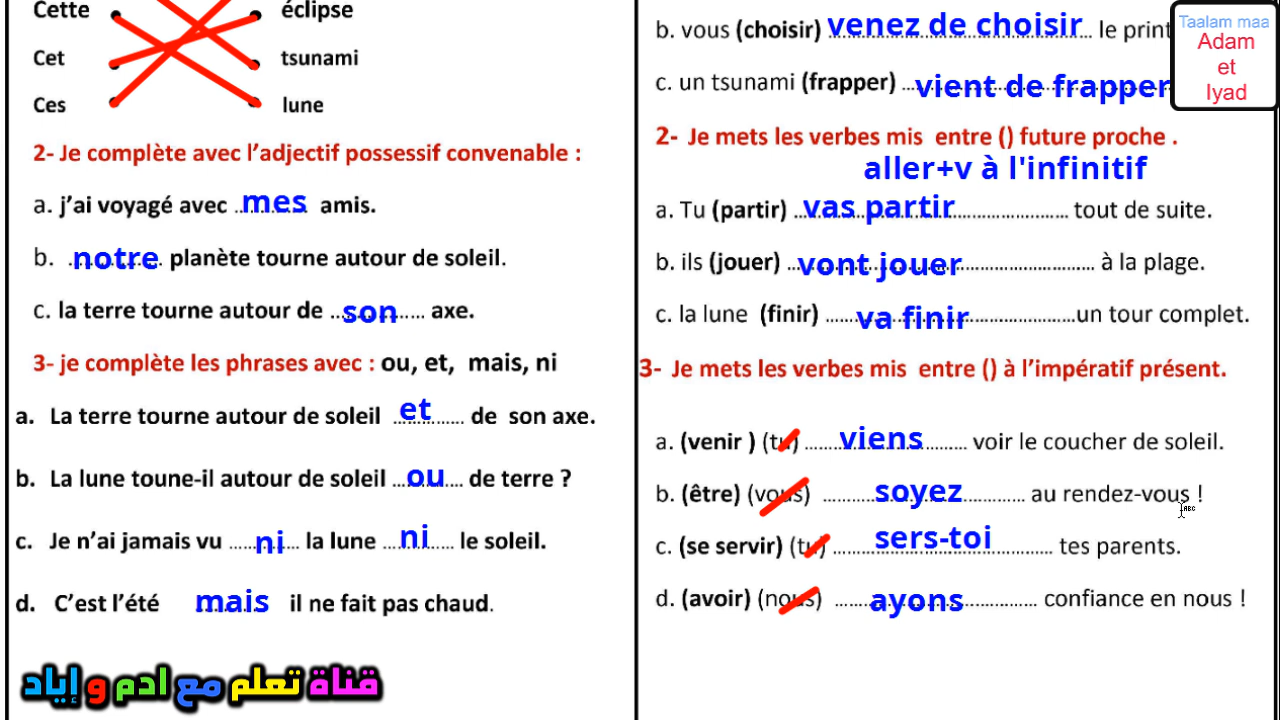 Cette éclipse
Cet tsunami
Ces lune
2- Je complète avec l’adjectif possessif convenable :
a. j’ai voyagé avec ...mes... amis.
b. ...notre... planète tourne autour de soleil.
c. la terre tourne autour de ...son... axe.
3- je complète les phrases avec : ou, et, mais, ni
a. La terre tourne autour de soleil ...et... de son axe.
b. La lune toune-il autour de soleil ...ou... de terre ?
c. Je n’ai jamais vu ...ni... la lune ...ni... le soleil.
d. C’est l’été mais il ne fait pas chaud.
قناة تعلم مع ادم و إياد
b. vous (choisir) venez de choisir... le print
c. un tsunami (frapper) ...vient de frapper
2- Je mets les verbes mis entre () future proche .
aller+v à l'infinitif
a. Tu (partir) ...vas partir... tout de suite.
b. ils (jouer) ...vont jouer... à la plage.
c. la lune (finir) ...va finir...un tour complet.
3- Je mets les verbes mis entre () à l’impératif présent.
a. (venir ) (tu) ...viens... voir le coucher de soleil.
b. (être) (vous) ...soyez... au rendez-vous !
c. (se servir) (tu) ...sers-toi... tes parents.
d. (avoir) (nous) ...ayons... confiance en nous !
Taalam maa
Adam
et
Iyad
ABC